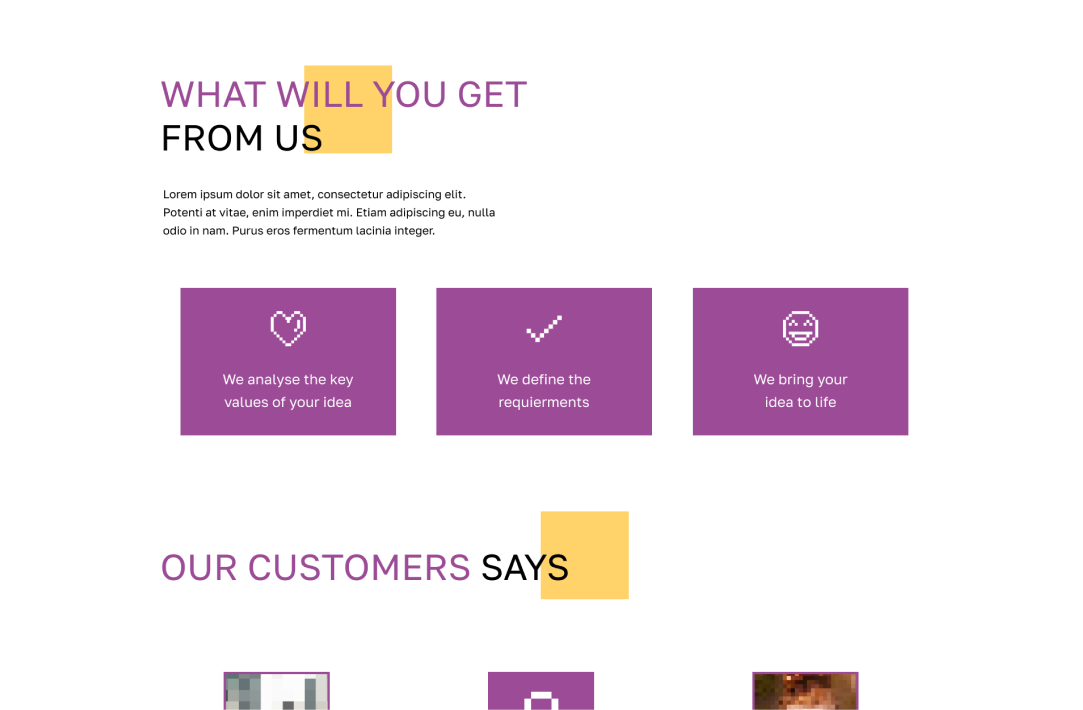 WHAT WILL YOU GET
FROM US
Lorem ipsum dolor sit amet, consectetur adipiscing elit.
Potenti at vitae, enim imperdiet mi. Etiam adipiscing eu, nulla
odio in nam. Purus eros fermentum lacinia integer.
We analyse the key
values of your idea
We define the
requierments
We bring your
idea to life
OUR CUSTOMERS SAYS